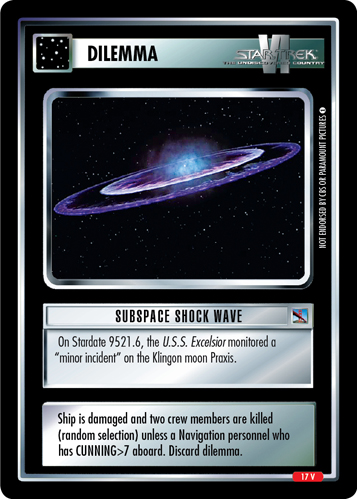 DILEMMA
STAR TREK
VI
THE UNDISCOVERED COUNTRY
NOT ENDORSED BY CBS OR PARAMOUNT PICTURES
SUBSPACE SHOCK WAVE
On Stardate 9521.6, the U.S.S. Excelsior monitored a
"minor incident" on the Klingon moon Praxis.
Ship is damaged and two crew members are killed
(random selection) unless a Navigation personnel who
has CUNNING>7 aboard. Discard dilemma.
17 V